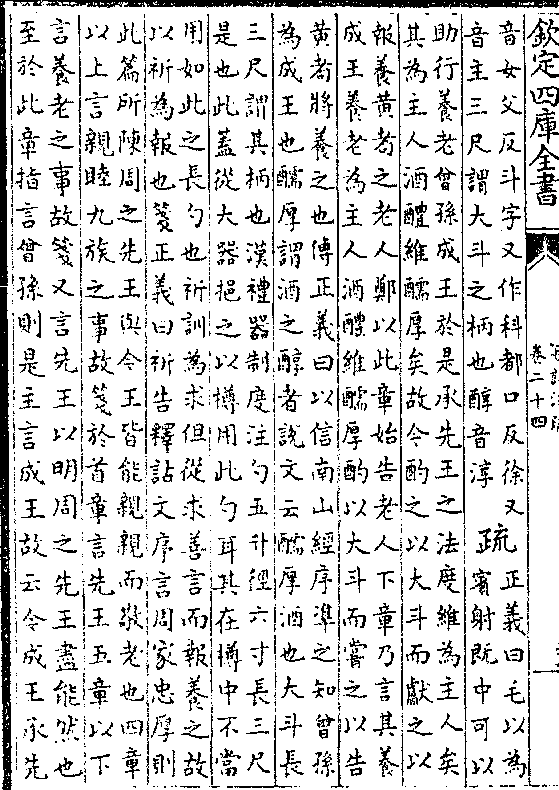 欽定四庫全書
卷二十四
音女父反斗字又作科都口反徐又
音主三尺謂大斗之柄也醇音淳
疏
正義曰毛以為
賓射既中可以
助行養老曾孫成王於是承先王之法度維為主人矣
其為主人酒醴維醹厚矣故令酌之以大斗而獻之以
報養黄耇之老人鄭以此章始告老人下章乃言其養
成王養老為主人酒醴維醹厚酌以大斗而嘗之以告
黄耇將養之也傳正義曰以信南山經序準之知曾孫
為成王也醹厚謂酒之醇者說文云醹厚酒也大斗長
三尺謂其柄也漢禮器制度注勺五升徑六寸長三尺
是也此蓋從大器挹之以樽用此勺耳其在樽中不當
用如此之長勺也祈訓為求但從求善言而報養之故
以祈為報也箋正義曰祈告釋詁文序言周家忠厚則
此篇所陳周之先王與今王皆能親親而敬老也四章
以上言親睦九族之事故箋於首章言先王五章以下
言養老之事故箋又言先王以明周之先王盡能然也
至於此章指言曾孫則是主言成王故云今成王承先